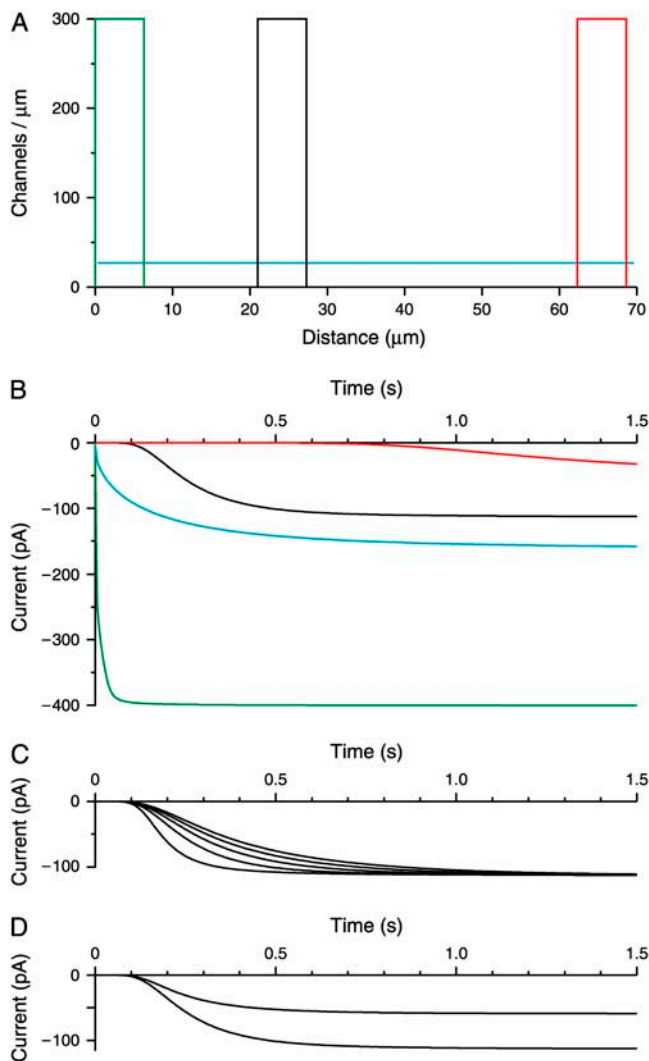 A
Channels / μm
300
200
100
0
0 10 20 30 40 50 60 70
Distance (μm)
B
Time (s)
0 0.5 1.0 1.5
Current (pA)
0
−100
−200
−300
−400
C
Time (s)
0 0.5 1.0 1.5
Current (pA)
0
−100
D
Time (s)
0 0.5 1.0 1.5
Current (pA)
0
−100